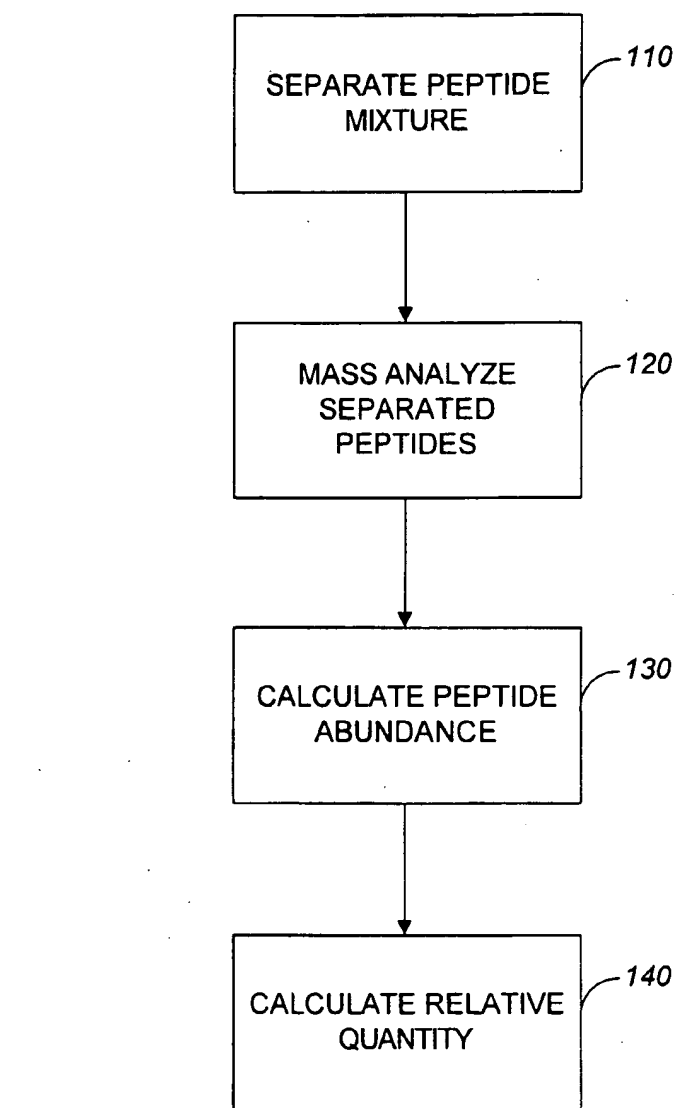 110
SEPARATE PEPTIDE
MIXTURE
120
MASS ANALYZE
SEPARATED
PEPTIDES
130
CALCULATE PEPTIDE
ABUNDANCE
140
CALCULATE RELATIVE
QUANTITY